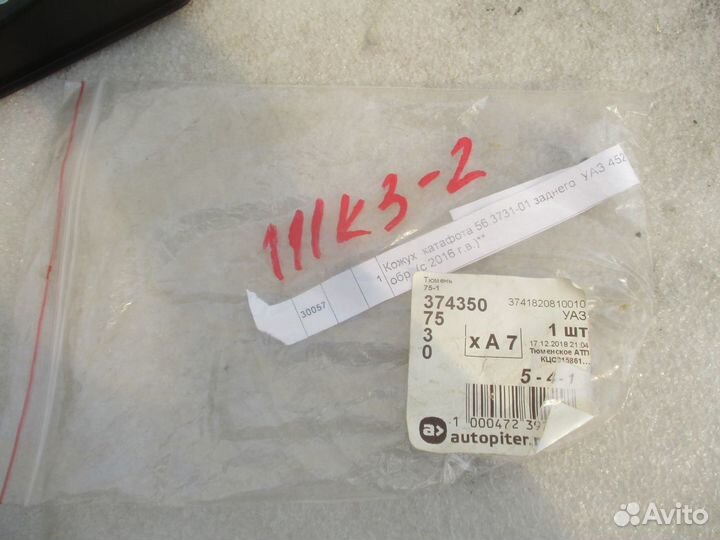 111К3-2
30057
1
Кожух катафота 56.3731-01 заднего УАЗ 452
обр. (с 2016 г.в.)**
Тюмень
75-1
374350
3741820810010
75
УАЗ
3
х А 7
1 шт
0
17.12.2018 21:04
Тюменское АТП
5-4-1
1 000472 39
a>
autopiter.
Avito